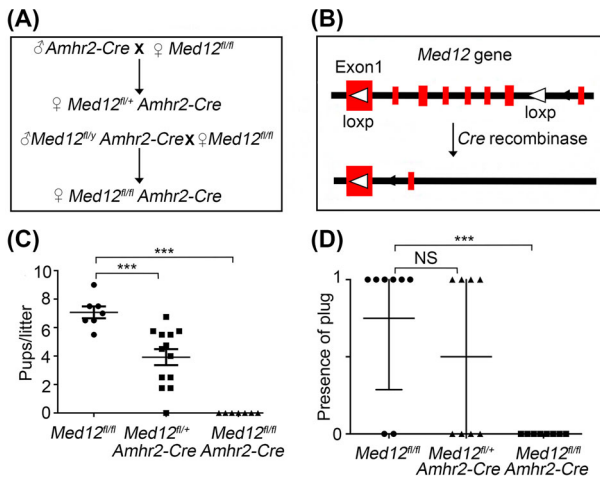 (A)
♂Amhr2-Cre X ♀ Med12fl/fl
♀ Med12fl/+ Amhr2-Cre
♂Med12fl/y Amhr2-CreX♀Med12fl/fl
♀ Med12fl/fl Amhr2-Cre
(B)
Med12 gene
Exon1
loxp
loxp
Cre recombinase
(C)
***
***
Pups/litter
10
8
6
4
2
0
Med12fl/fl
Med12fl/+
Amhr2-Cre
Med12fl/fl
Amhr2-Cre
(D)
***
NS
Presence of plug
1
0
Med12fl/fl
Med12fl/+
Amhr2-Cre
Med12fl/fl
Amhr2-Cre